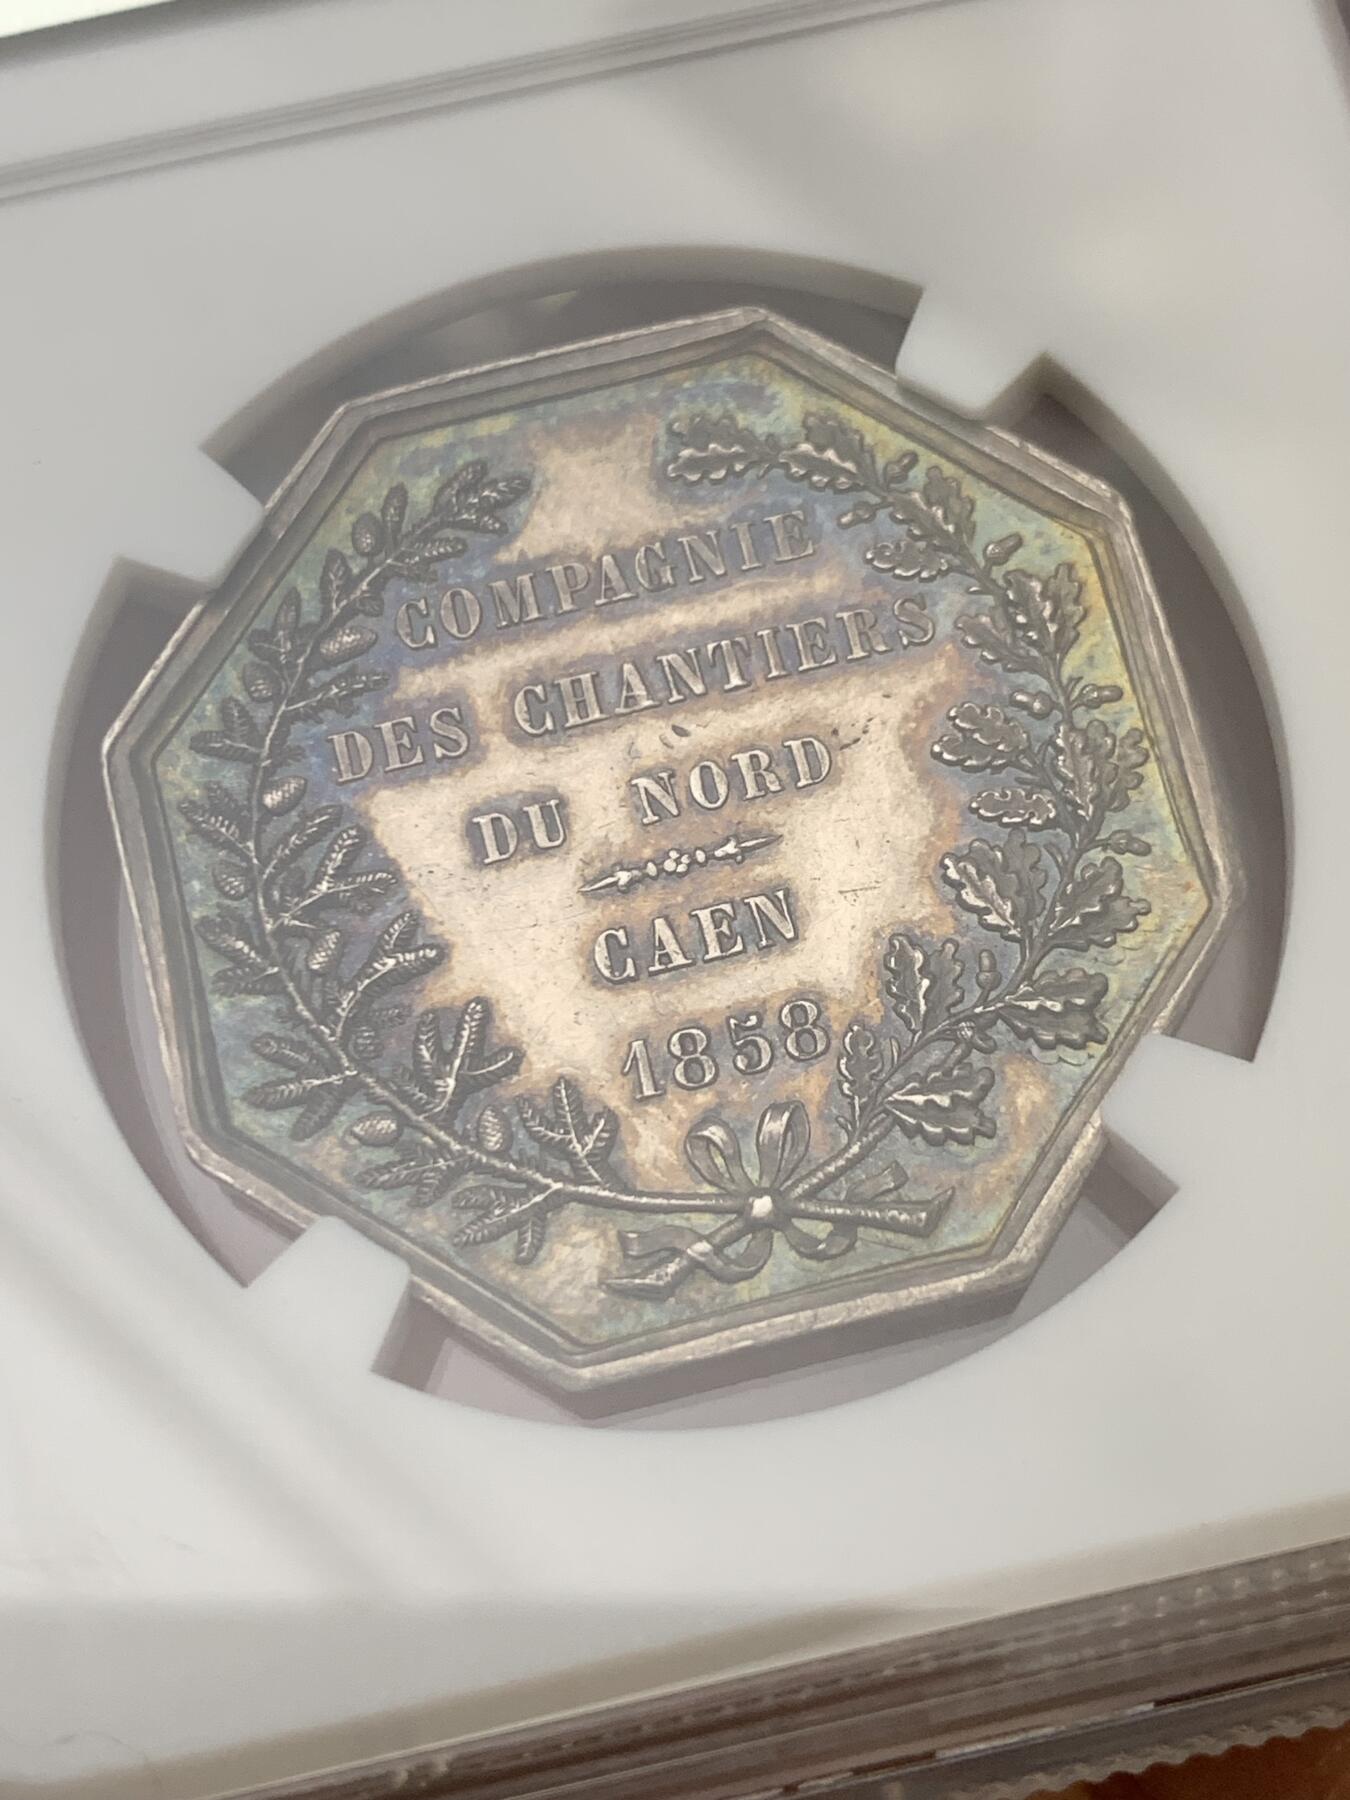 COMPAGNIE
DES CHANTIERS
DU NORD
CAEN
1858